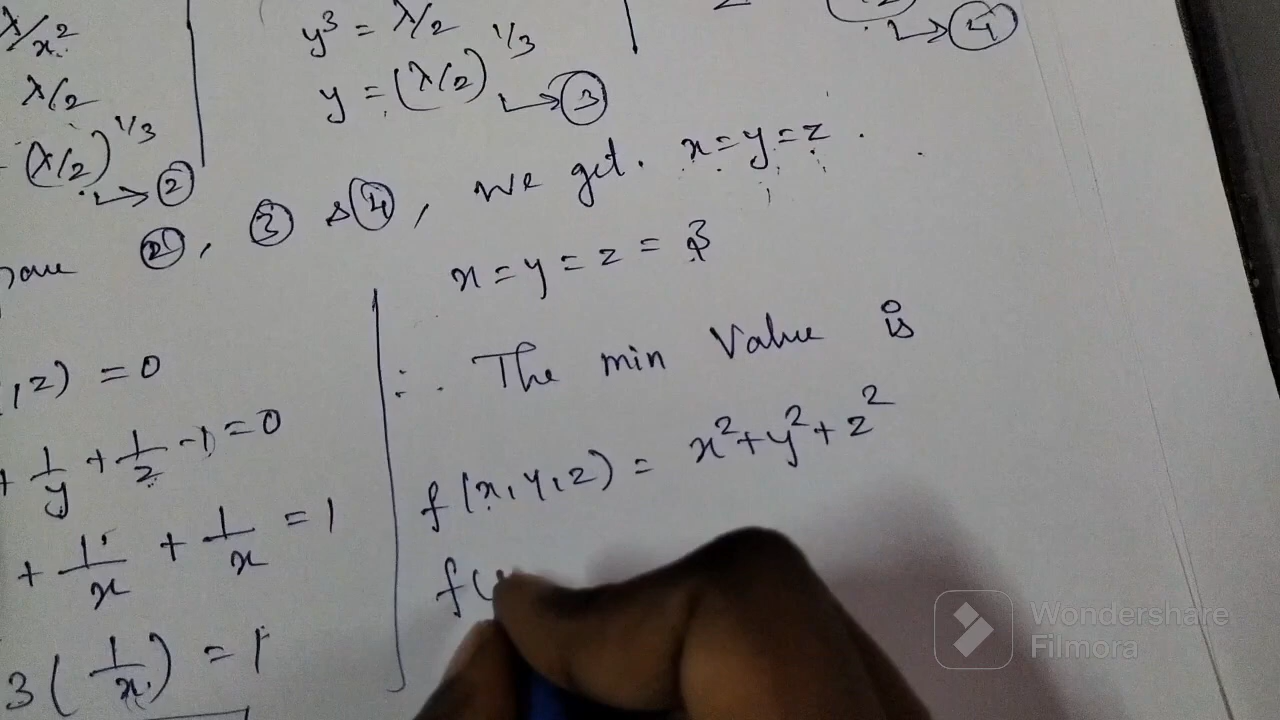 λ/x²
λ/2
(λ/2)^1/3 → ②
y³ = λ/2
y = (λ/2)^1/3 → ③
→ ④
②, ③ & ④, we get. x=y=z.
x=y=z=3
,z) = 0
+ 1/y + 1/z -1 = 0
+ 1/x + 1/x = 1
3(1/x) = 1
∴. The min value is
f(x,y,z) = x²+y²+z²
f(
Wondershare
Filmora